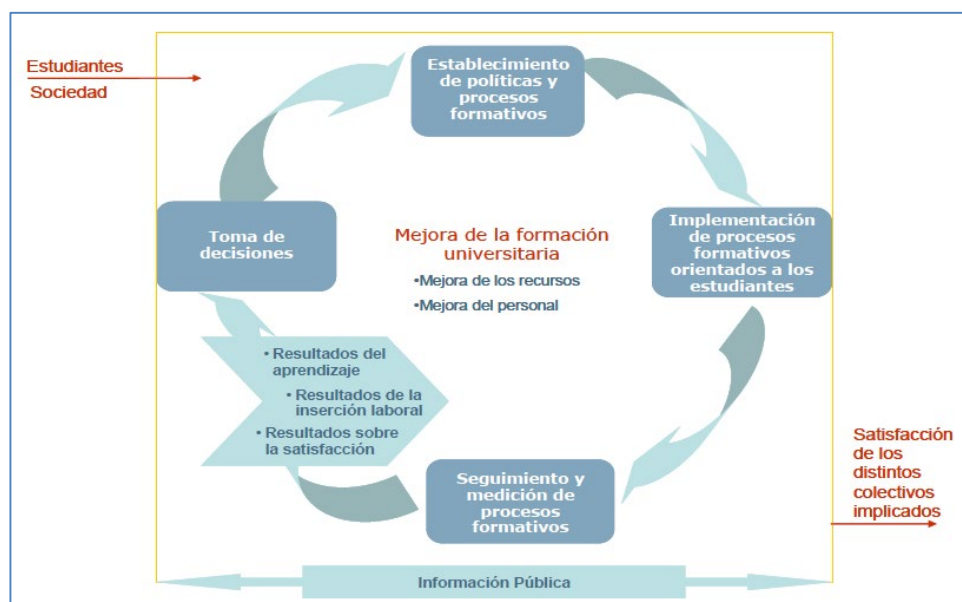 Estudiantes
Sociedad
Establecimiento
de políticas y
procesos
formativos
Toma de
decisiones
Mejora de la formación
universitaria
•Mejora de los recursos
•Mejora del personal
Implementación
de procesos
formativos
orientados a los
estudiantes
• Resultados del
aprendizaje
• Resultados de la
inserción laboral
• Resultados sobre
la satisfacción
Seguimiento y
medición de
procesos
formativos
Satisfacción
de los
distintos
colectivos
implicados
Información Pública